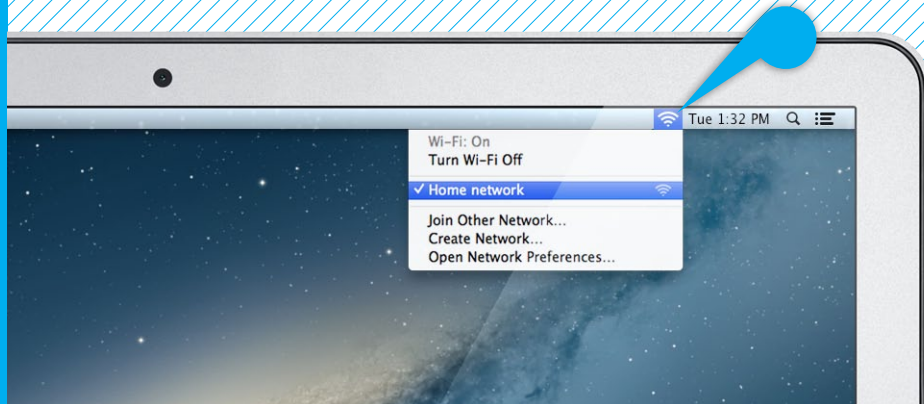 Tue 1:32 PM
Wi-Fi: On
Turn Wi-Fi Off
✓ Home network
Join Other Network...
Create Network...
Open Network Preferences...